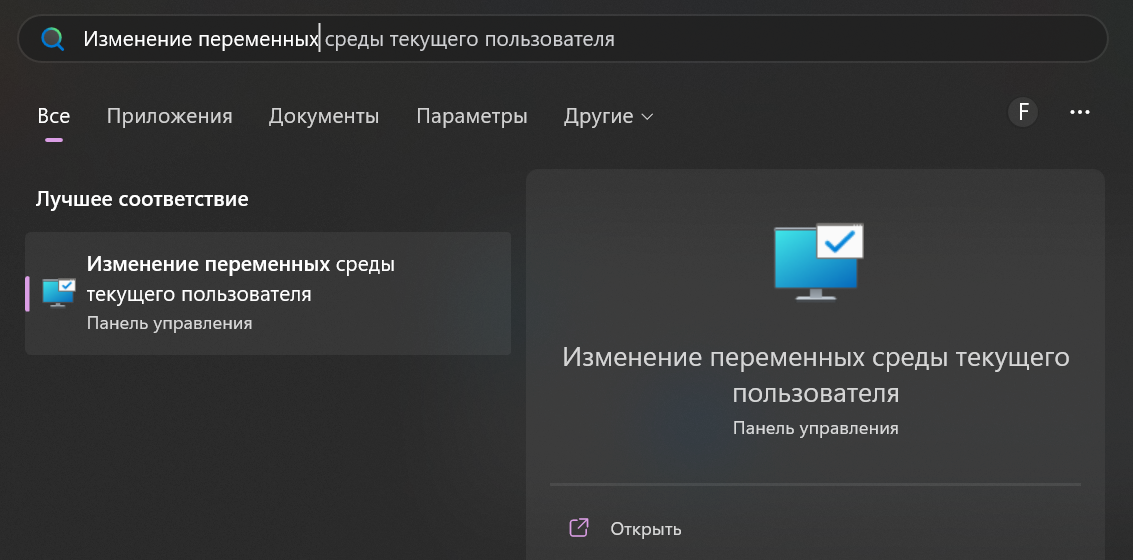 Изменение переменных среды текущего пользователя
Все Приложения Документы Параметры Другие F
Лучшее соответствие
Изменение переменных среды
текущего пользователя
Панель управления
Изменение переменных среды текущего
пользователя
Панель управления
Открыть